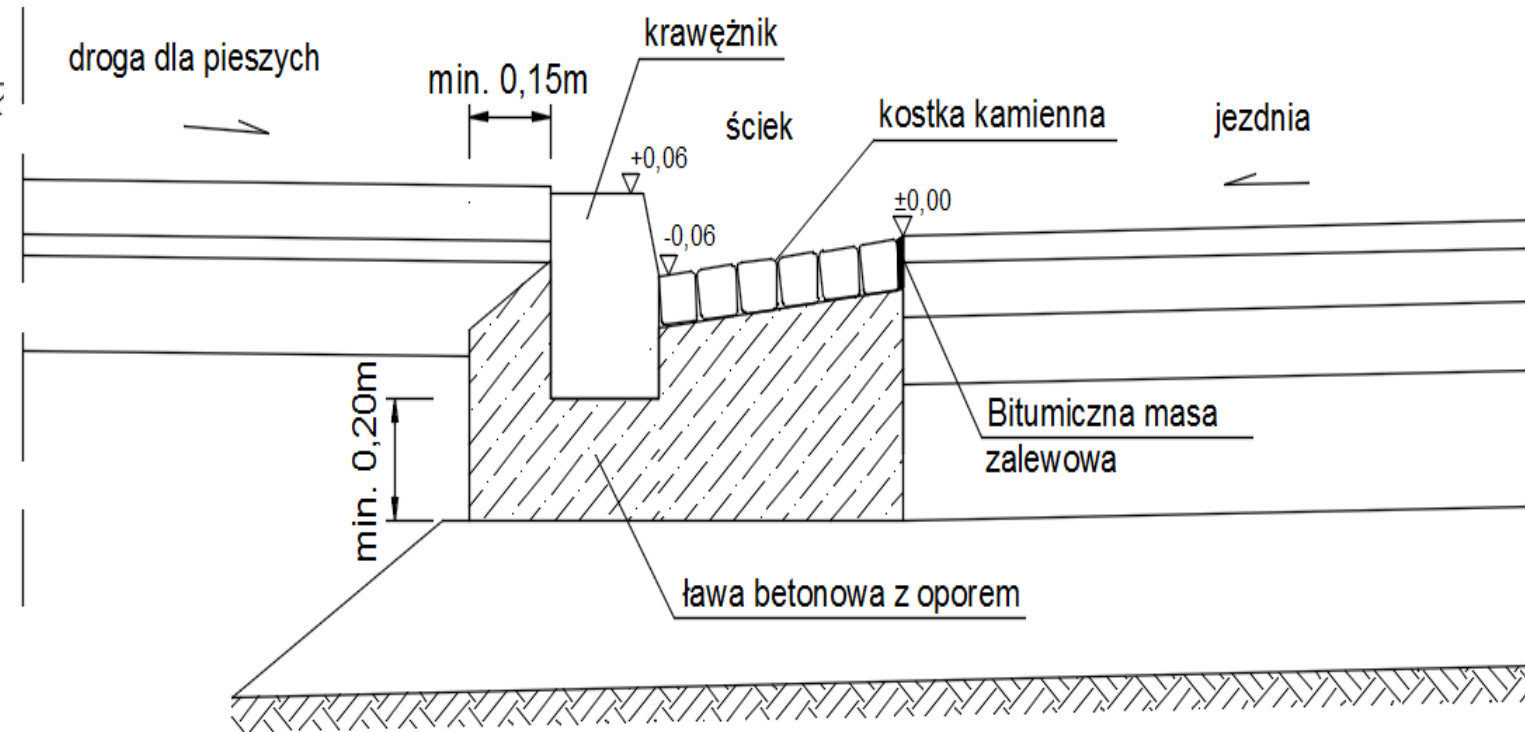 krawężnik
droga dla pieszych
min. 0,15m
kostka kamienna
ściek
jezdnia
+0,06
±0,00
-0,06
min. 0,20m
Bitumiczna masa
zalewowa
ława betonowa z oporem